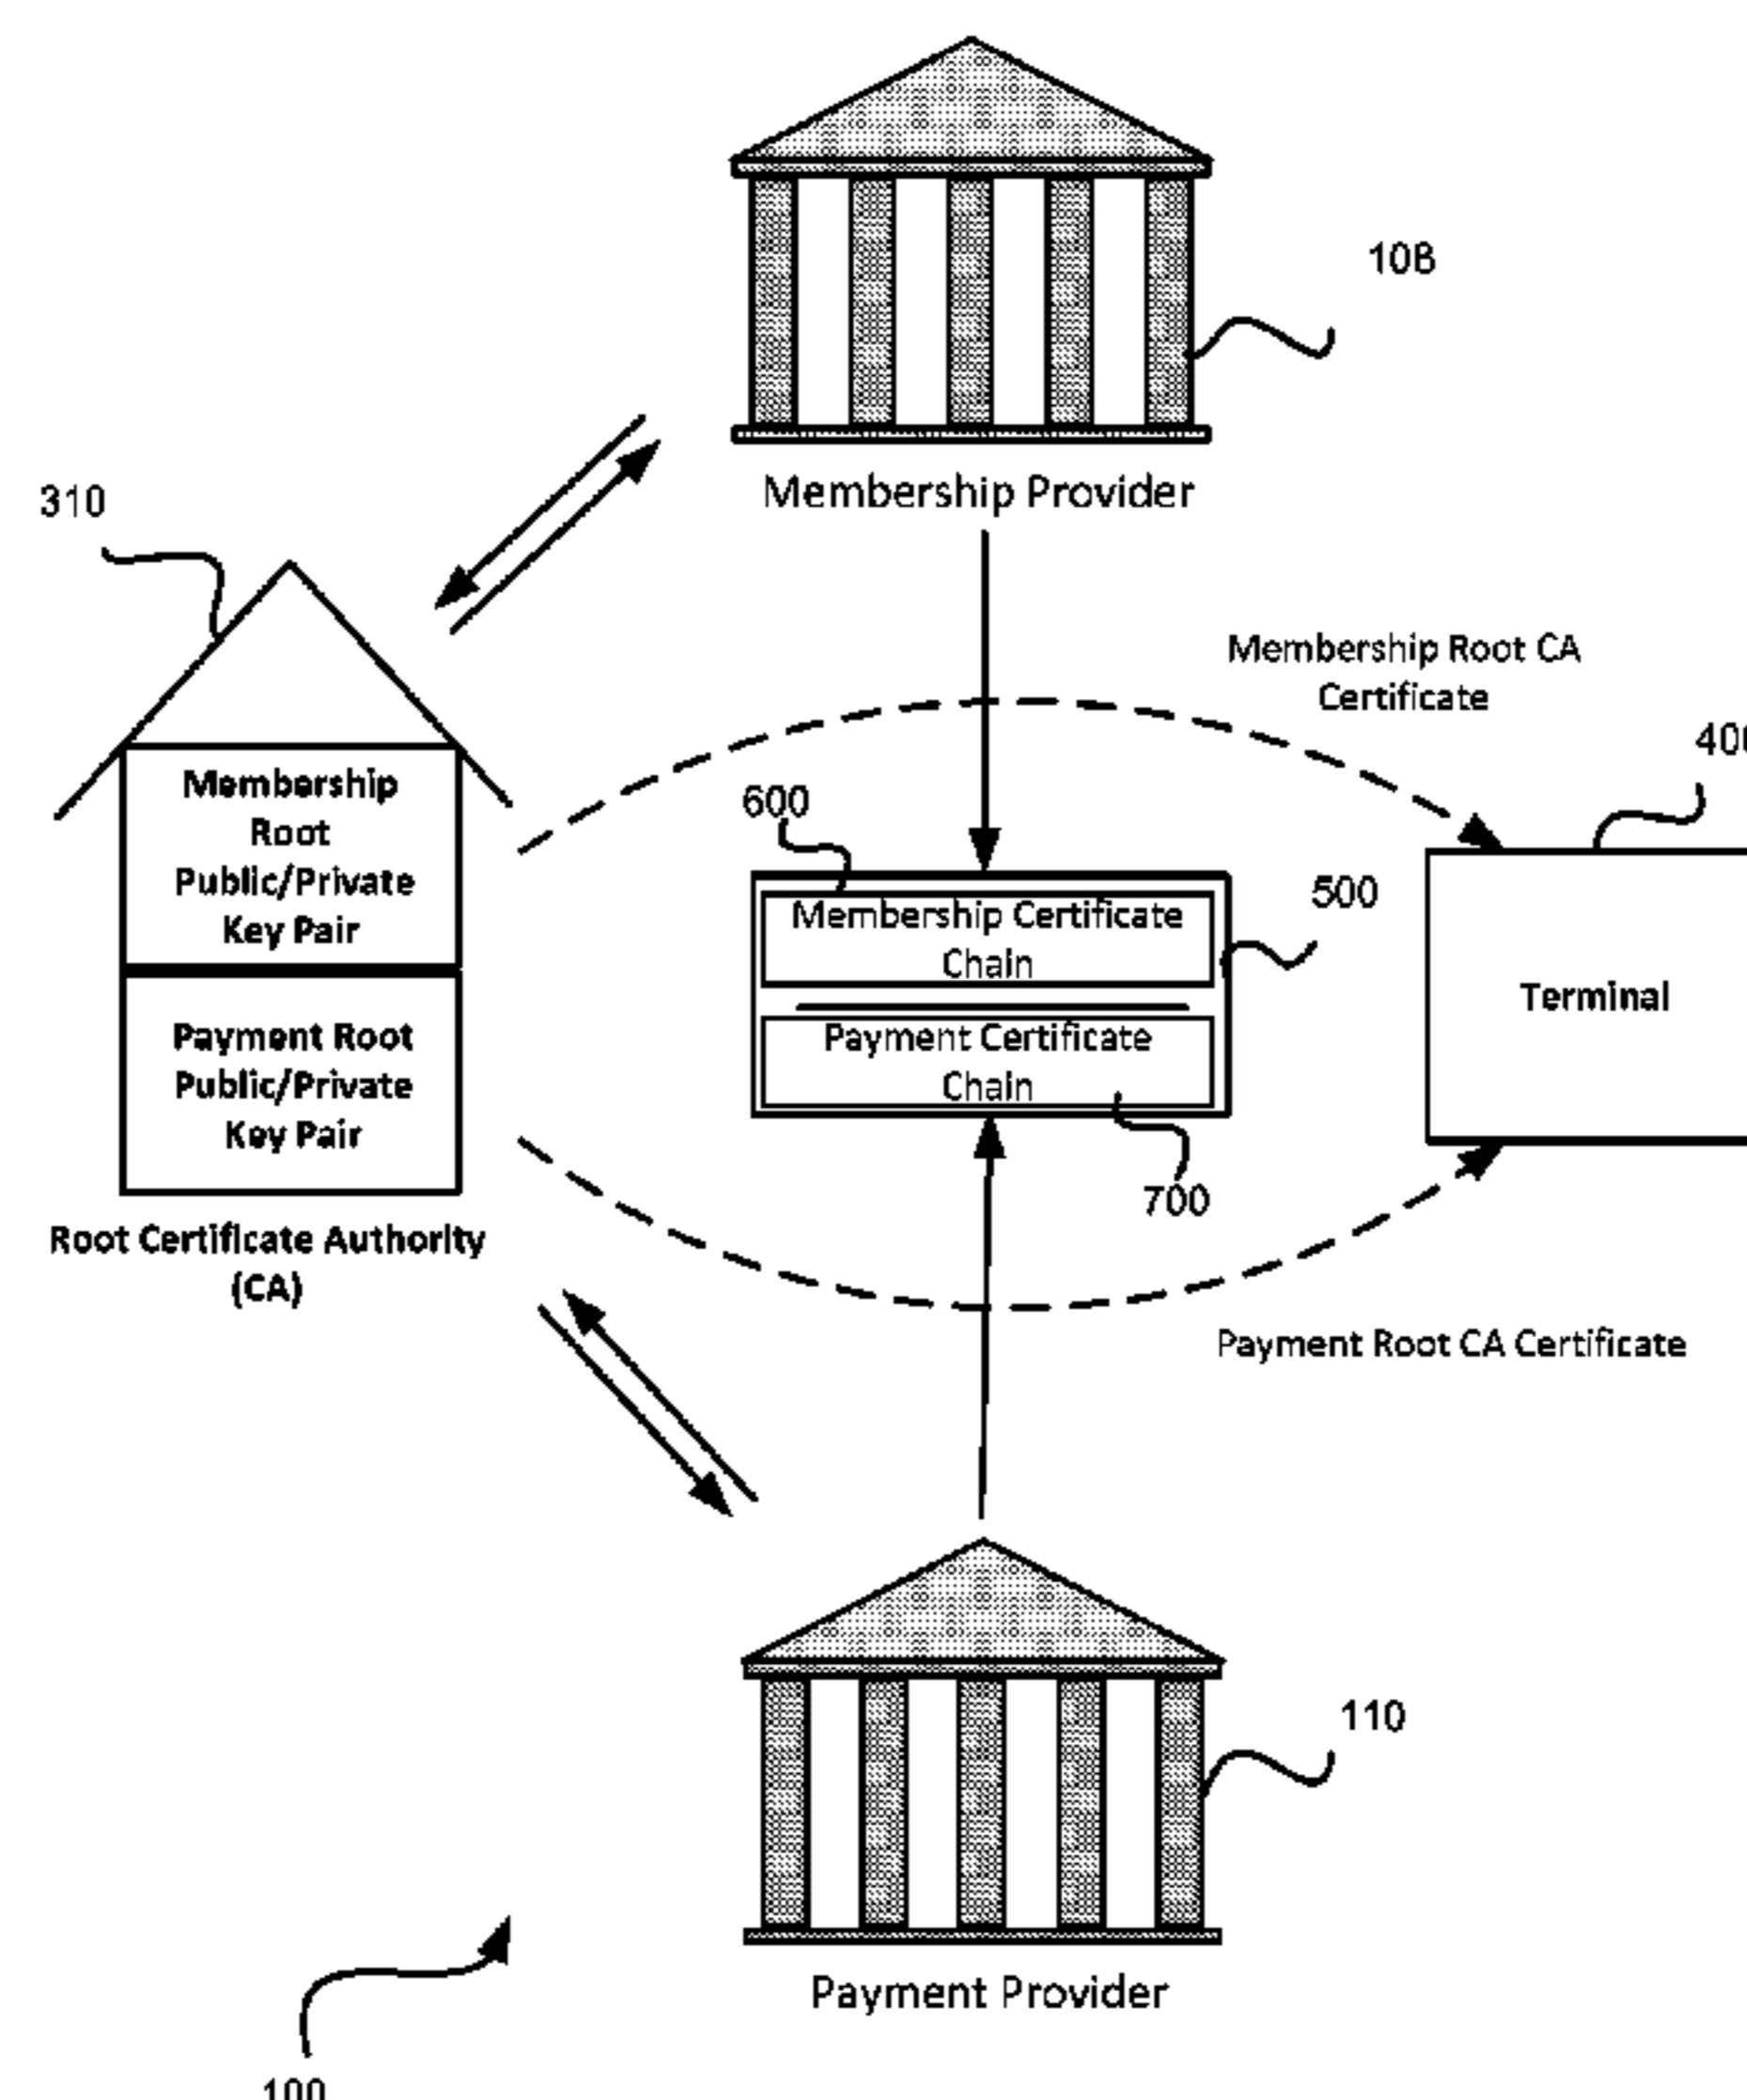 108
Membership Provider
310
Membership Root CA
Certificate
600
Membership
Root
Public/Private
Key Pair
500
Membership Certificate
Chain
Terminal
Payment Root
Public/Private
Key Pair
Payment Certificate
Chain
700
Root Certificate Authority
(CA)
Payment Root CA Certificate
110
Payment Provider
100